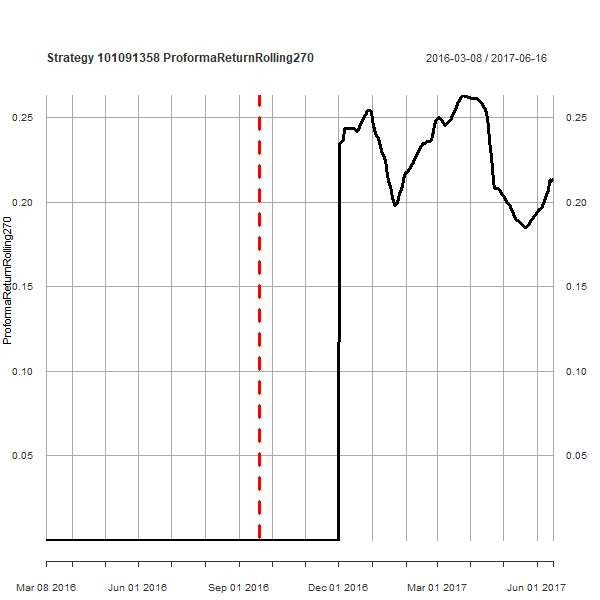 Strategy 101091358 ProformaReturnRolling270
2016-03-08 / 2017-06-16
ProformaReturnRolling270
0.25 0.25
0.20 0.20
0.15 0.15
0.10 0.10
0.05 0.05
Mar 08 2016 Jun 01 2016 Sep 01 2016 Dec 01 2016 Mar 01 2017 Jun 01 2017